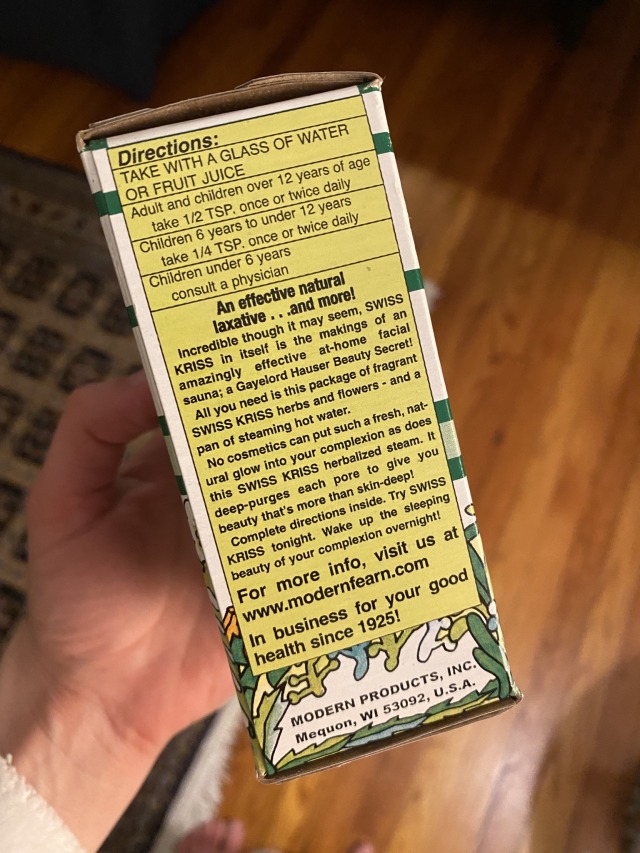 Directions:
TAKE WITH A GLASS OF WATER
OR FRUIT JUICE
Adult and children over 12 years of age
take 1/2 TSP. once or twice daily
Children 6 years to under 12 years
take 1/4 TSP. once or twice daily
Children under 6 years
consult a physician
An effective natural
laxative . . .and more!
Incredible though it may seem, SWISS
KRISS in itself is the makings of an
amazingly effective at-home facial
sauna; a Gayelord Hauser Beauty Secret!
All you need is this package of fragrant
SWISS KRISS herbs and flowers - and a
pan of steaming hot water.
No cosmetics can put such a fresh, nat-
ural glow into your complexion as does
this SWISS KRISS herbalized steam. It
deep-purges each pore to give you
beauty that's more than skin-deep!
Complete directions inside. Try SWISS
KRISS tonight. Wake up the sleeping
beauty of your complexion overnight!
For more info, visit us at
www.modernfearn.com
In business for your good
health since 1925!
MODERN PRODUCTS, INC.
Mequon, WI 53092, U.S.A.